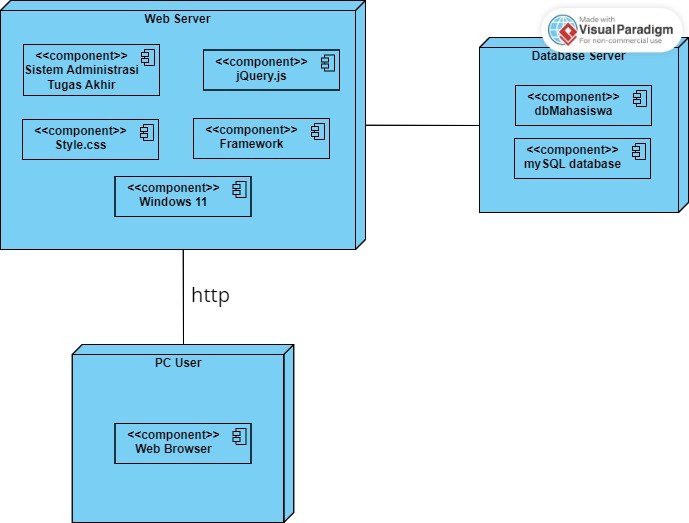 Web Server
<<component>>
Sistem Administrasi
Tugas Akhir
<<component>>
jQuery.js
<<component>>
Style.css
<<component>>
Framework
<<component>>
Windows 11
Made with
Visual Paradigm
For non-commercial use
Database Server
<<component>>
dbMahasiswa
<<component>>
mySQL database
http
PC User
<<component>>
Web Browser